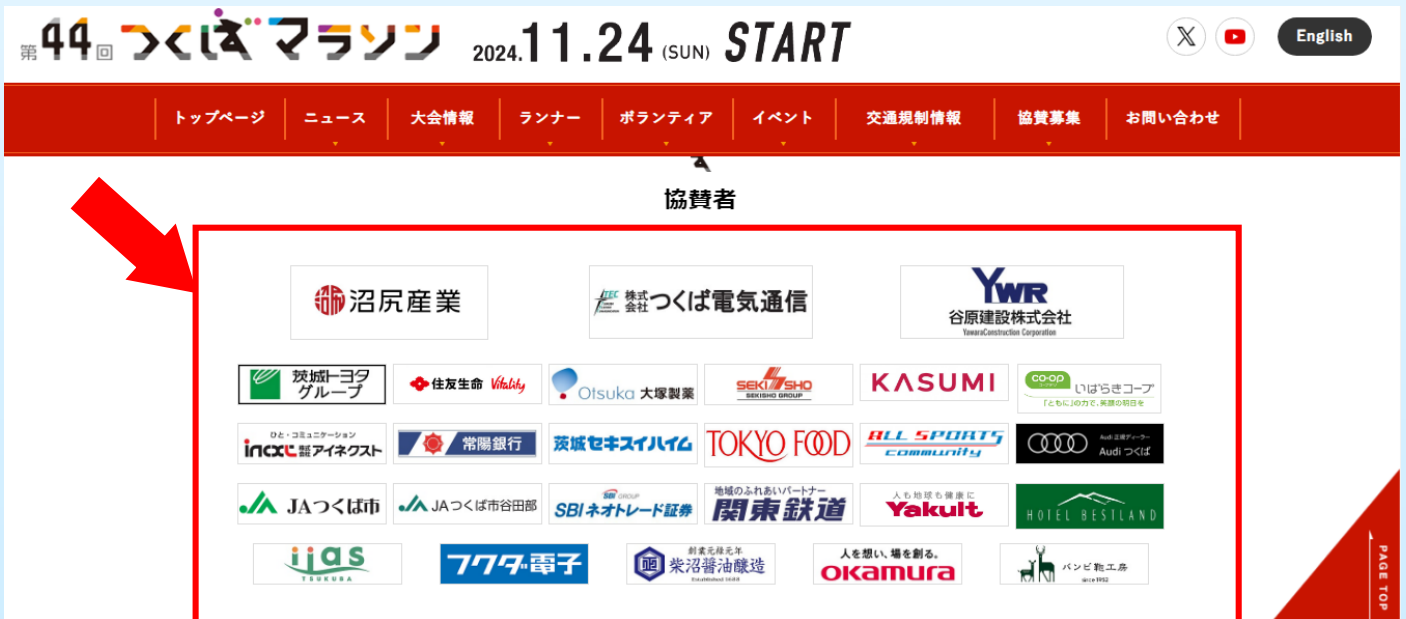 第44回 つくばマラソン 2024.11.24 (SUN) START
X
English
トップページ ニュース 大会情報 ランナー ボランティア イベント 交通規制情報 協賛募集 お問い合わせ
協賛者
沼尻産業
TEC 株式会社 つくば電気通信
YWR
谷原建設株式会社
YawaraConstruction Corporation
茨城トヨタ
グループ
住友生命 Vitality
Otsuka 大塚製薬
SEKISHO
SEKISHO GROUP
KASUMI
CO・OP
いばらきコープ
「ともに」の力で、笑顔の明日を
ひと・コミュニケーション
inext 株式会社 アイネクスト
常陽銀行
茨城セキスイハイム
TOKYO FOOD
ALL SPORTS
community
Audi 正規ディーラー
Audi つくば
JAつくば市
JAつくば市谷田部
SBI GROUP
SBIネオトレード証券
地域のふれあいパートナー
関東鉄道
人も地球も健康に
Yakult
HOTEL BESTLAND
iias
TSUKUBA
フクダ電子
創業元禄元年
柴沼醤油醸造
Established 1688
人を想い、場を創る。
okamura
バンビ鞄工房
since 1952
PAGE TOP